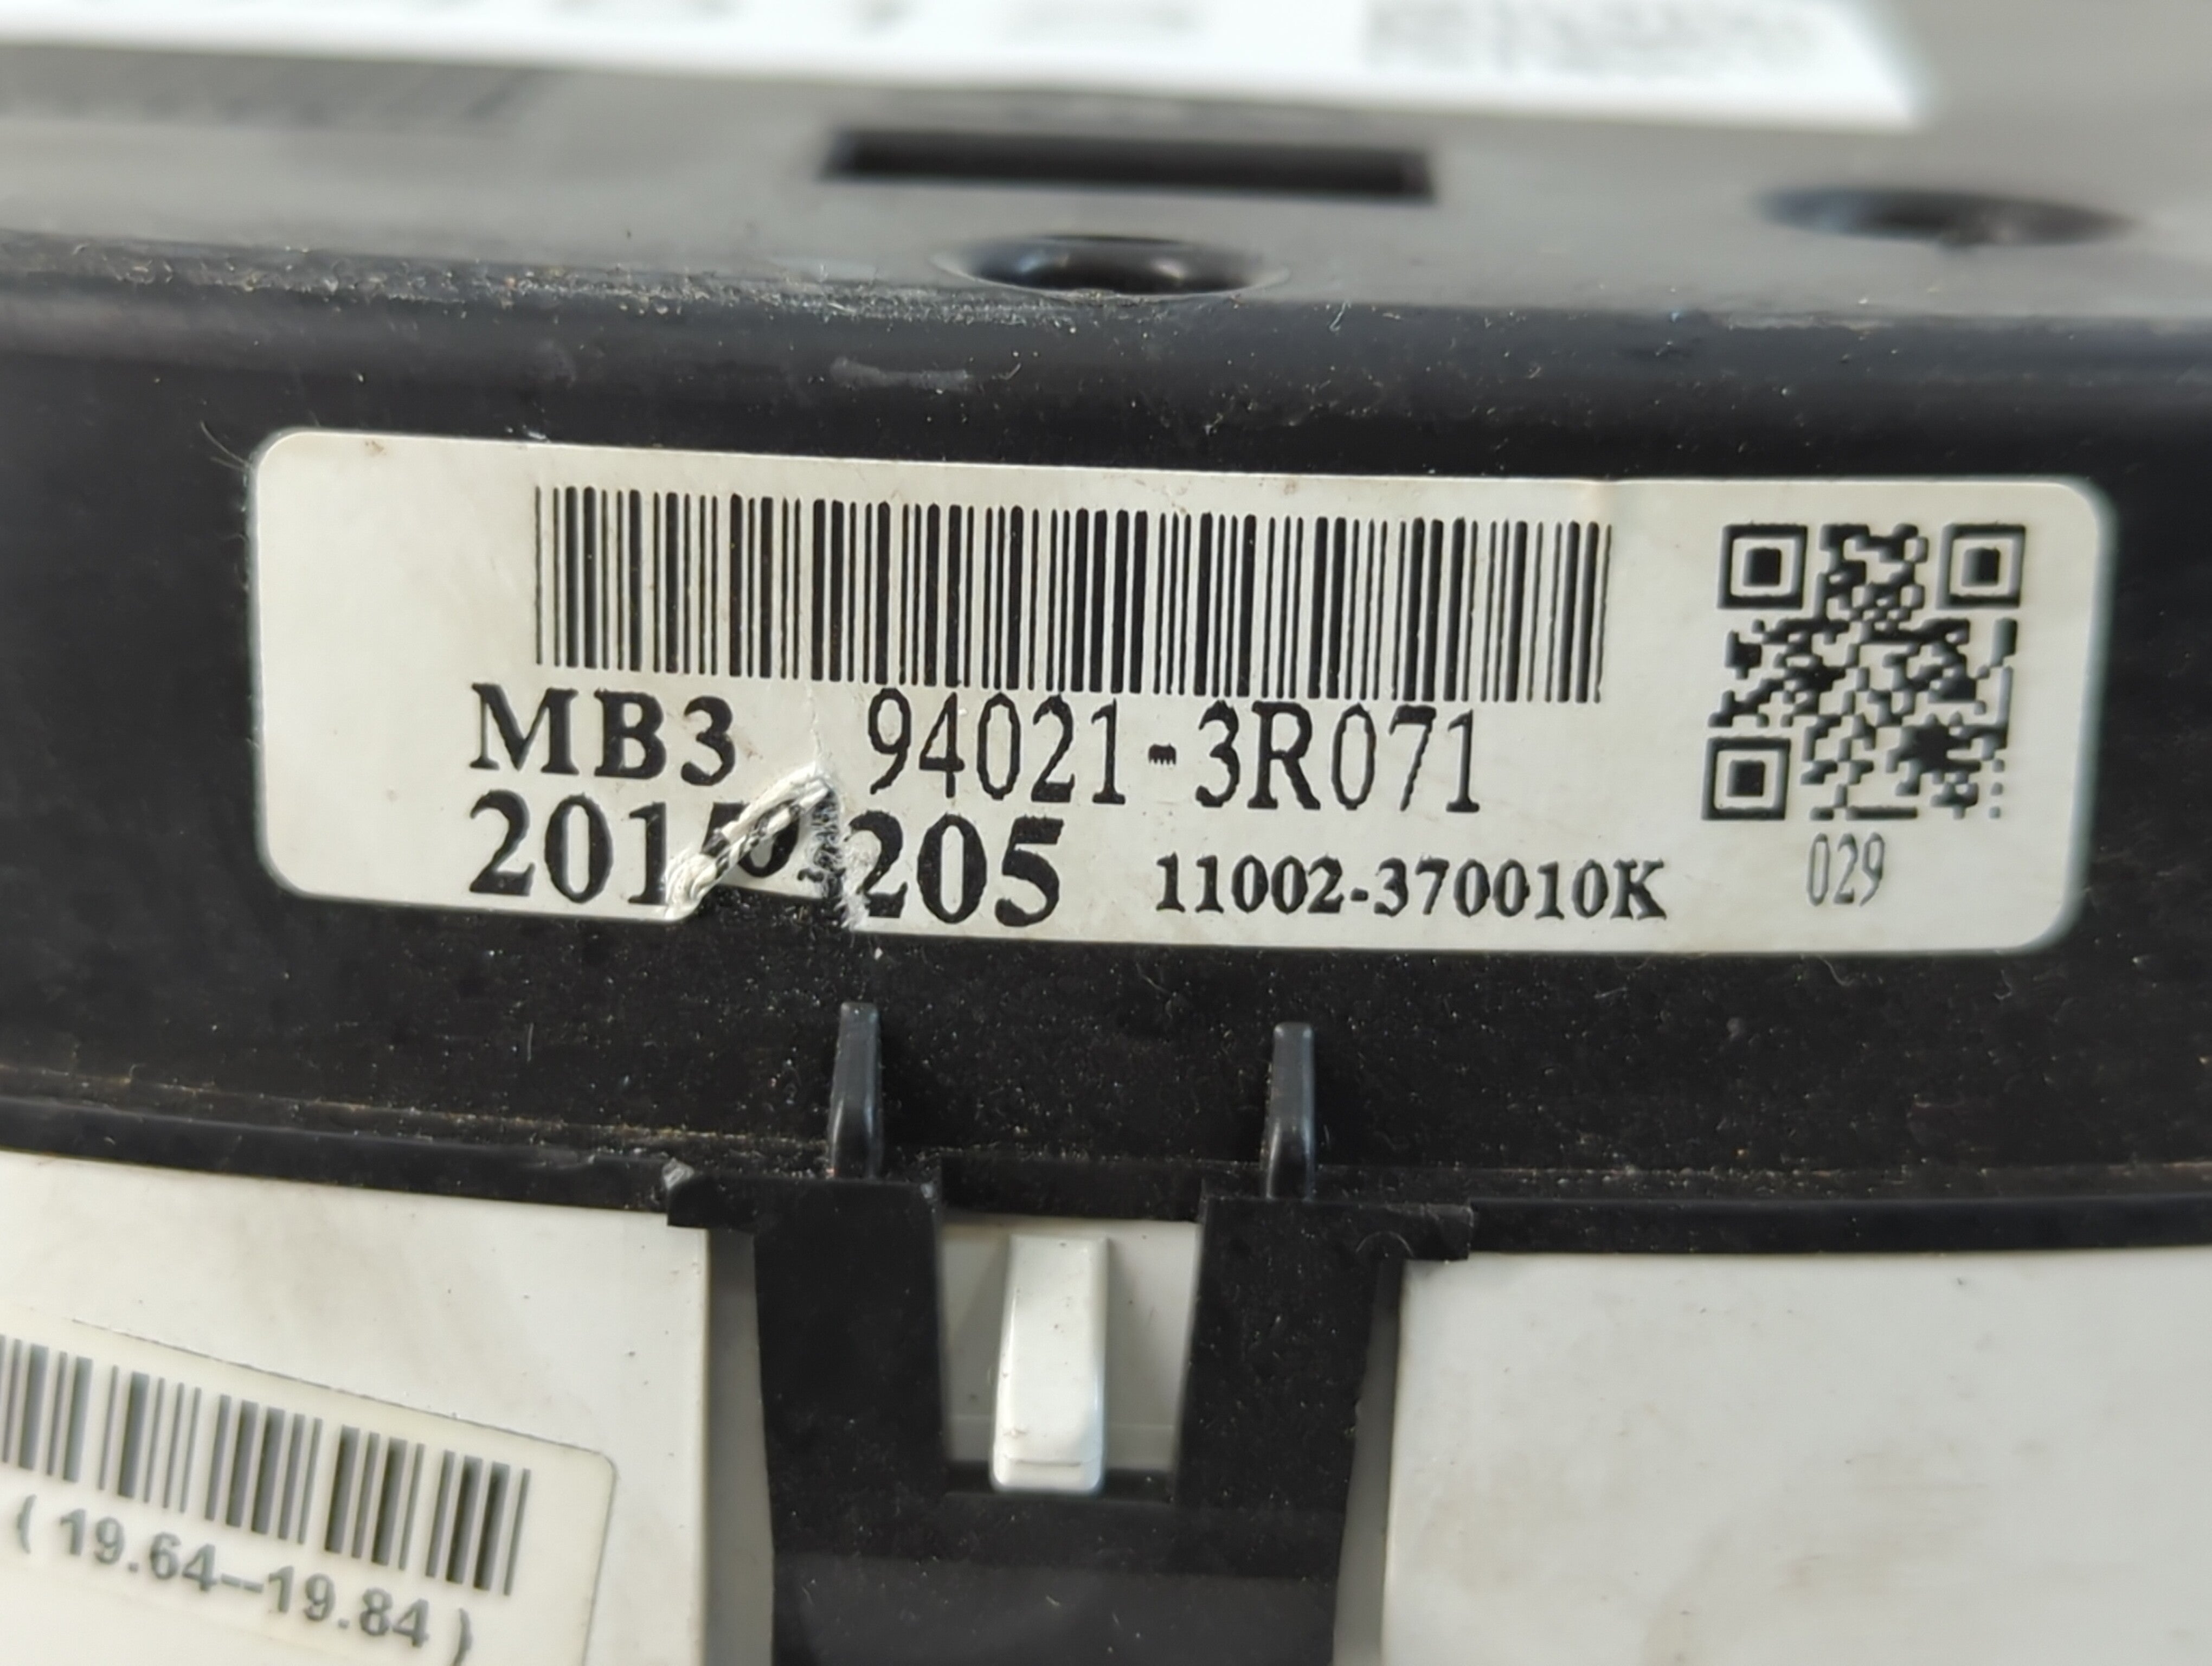 MB3 94021-3R071
205 11002-370010K
029
( 19.64--19.84 )